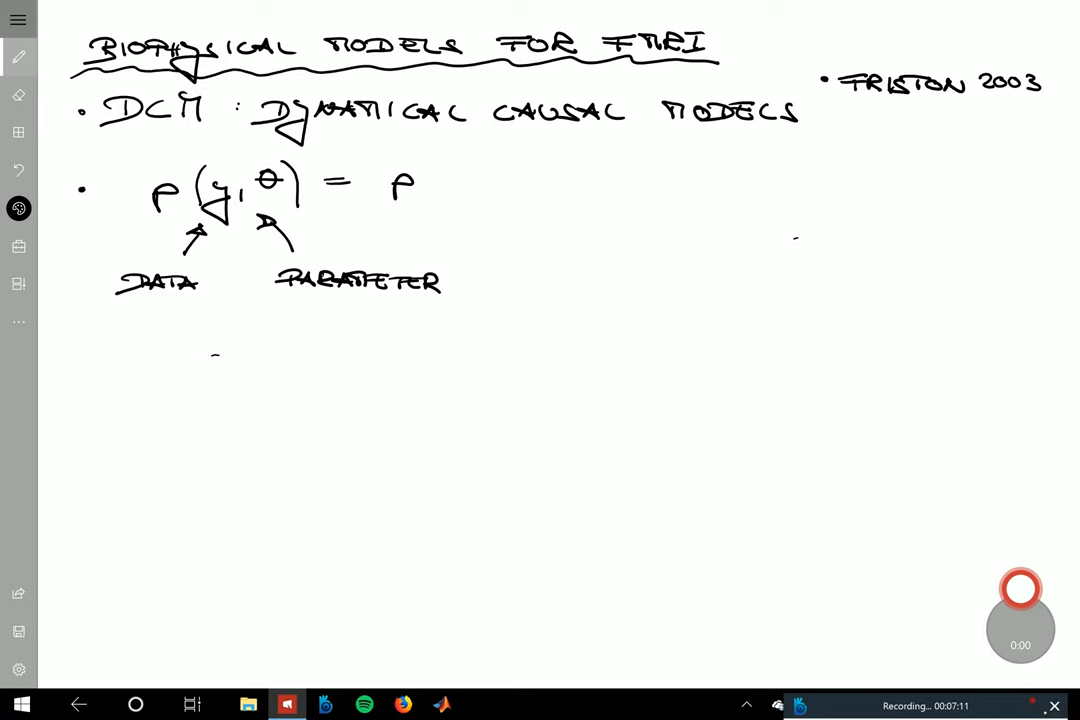 BIOPHYSICAL MODELS FOR FMRI
• FRISTON 2003
• DCM : DYNAMICAL CAUSAL MODELS
• p(y, θ) = p
DATA PARAMETER
0:00
Recording... 00:07:11